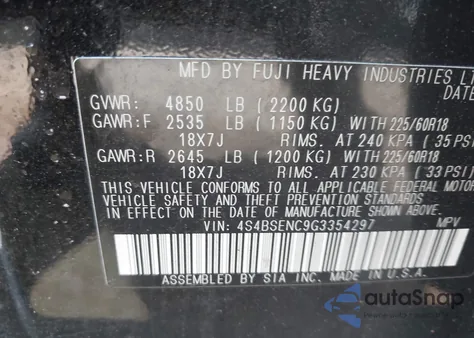 MFD BY FUJI HEAVY INDUSTRIES LT
DATE
GVWR: 4850 LB (2200 KG)
GAWR:F 2535 LB (1150 KG) WITH 225/60R18
18X7J RIMS. AT 240 KPA (35 PSI
GAWR:R 2645 LB (1200 KG) WITH 225/60R18
18X7J RIMS. AT 230 KPA (33 PSI)
THIS VEHICLE CONFORMS TO ALL APPLICABLE FEDERAL MOTOR
VEHICLE SAFETY AND THEFT PREVENTION STANDARDS
IN EFFECT ON THE DATE OF MANUFACTURE SHOWN ABOVE.
VIN: 4S4BSENC9G3354297 MPV
ASSEMBLED BY SIA INC. MADE IN U.S.A.
autoSnap